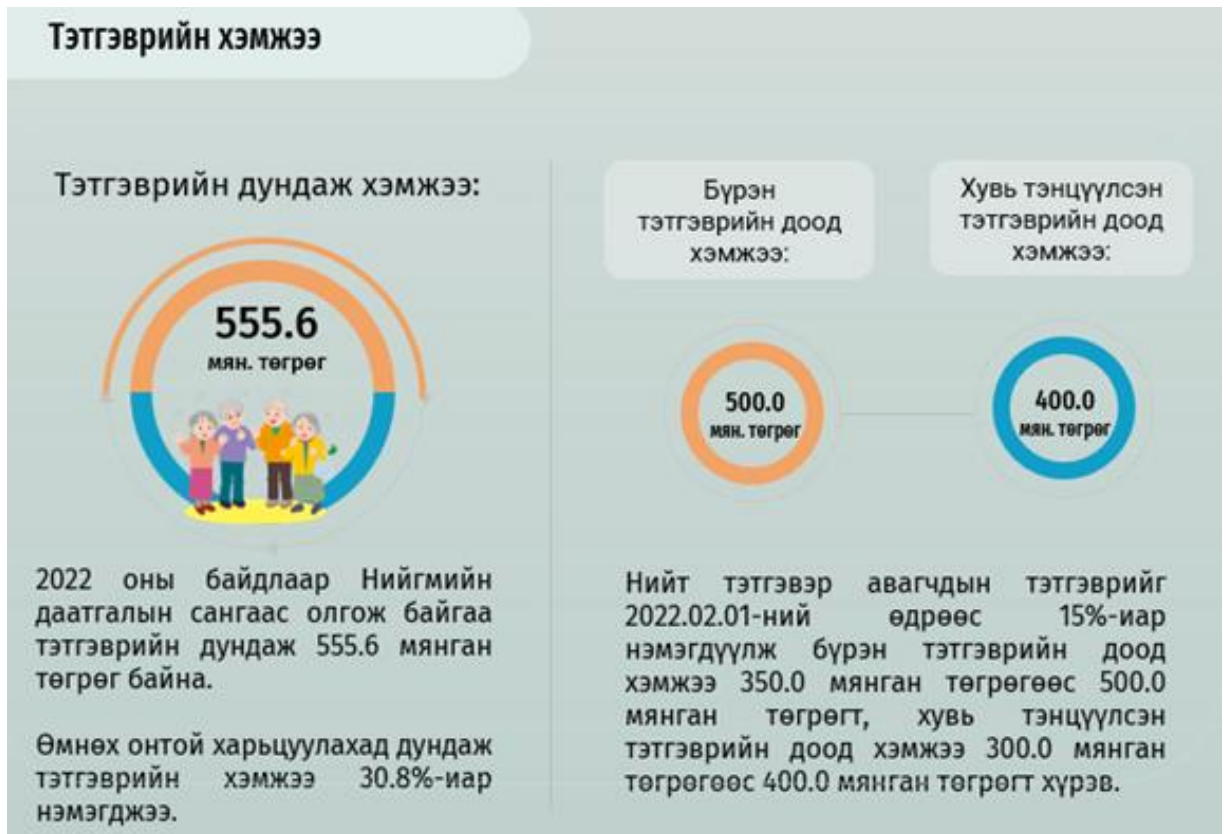 Тэтгэврийн хэмжээ
Тэтгэврийн дундаж хэмжээ:
555.6
мян. төгрөг
2022 оны байдлаар Нийгмийн
даатгалын сангаас олгож байгаа
тэтгэврийн дундаж 555.6 мянган
төгрөг байна.
Өмнөх онтой харьцуулахад дундаж
тэтгэврийн хэмжээ 30.8%-иар
нэмэгджээ.
Бүрэн
тэтгэврийн доод
хэмжээ:
500.0
мян. төгрөг
Хувь тэнцүүлсэн
тэтгэврийн доод
хэмжээ:
400.0
мян. төгрөг
Нийт тэтгэвэр авагчдын тэтгэврийг
2022.02.01-ний өдрөөс 15%-иар
нэмэгдүүлж бүрэн тэтгэврийн доод
хэмжээ 350.0 мянган төгрөгөөс 500.0
мянган төгрөгт, хувь тэнцүүлсэн
тэтгэврийн доод хэмжээ 300.0 мянган
төгрөгөөс 400.0 мянган төгрөгт хүрэв.